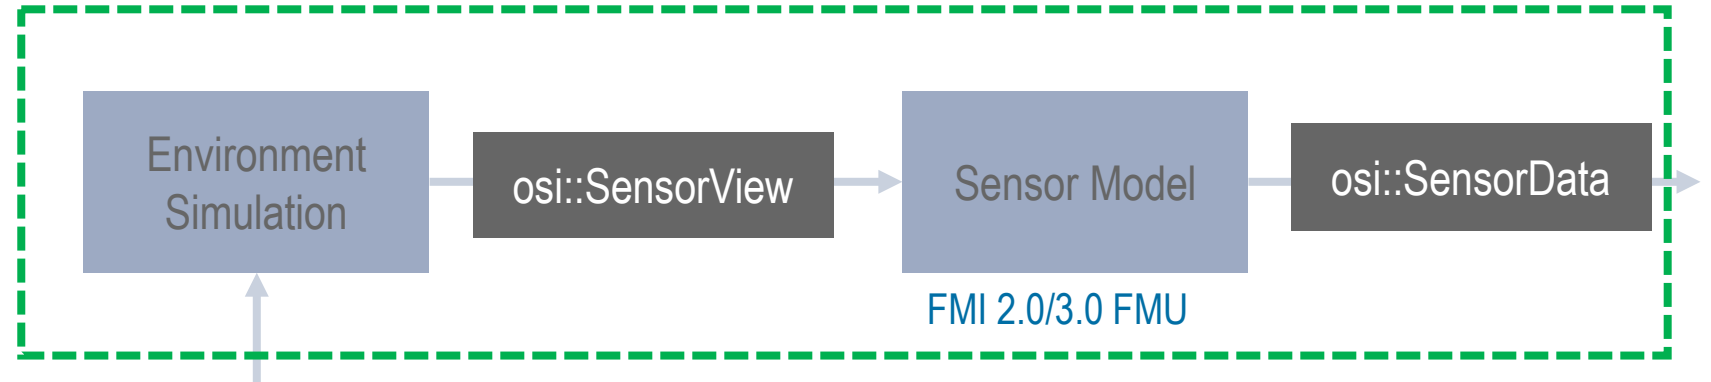 Environment
Simulation
osi::SensorView
Sensor Model
osi::SensorData
FMI 2.0/3.0 FMU